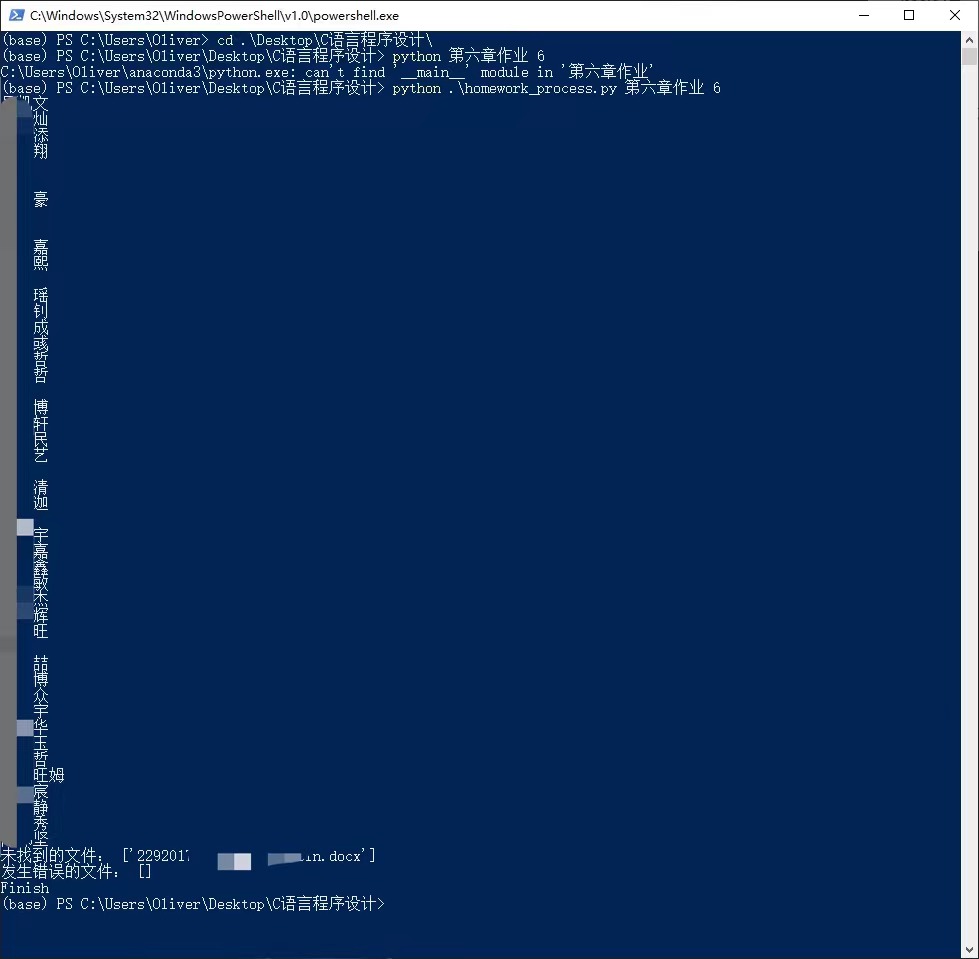 C:\Windows\System32\WindowsPowerShell\v1.0\powershell.exe
(base) PS C:\Users\Oliver> cd .\Desktop\C语言程序设计\
(base) PS C:\Users\Oliver\Desktop\C语言程序设计> python 第六章作业 6
C:\Users\Oliver\anaconda3\python.exe: can't find '__main__' module in '第六章作业'
(base) PS C:\Users\Oliver\Desktop\C语言程序设计> python .\homework_process.py 第六章作业 6
文
灿
添
翔
豪
嘉
熙
瑶
钊
成
彧
哲
哲
博
轩
民
艺
清
迦
宇
嘉
鑫
辉
旺
喆
博
众
宇
华
玉
哲
旺姆
宸
静
秀
未找到的文件： ['2292017 in.docx']
发生错误的文件： []
Finish
(base) PS C:\Users\Oliver\Desktop\C语言程序设计>